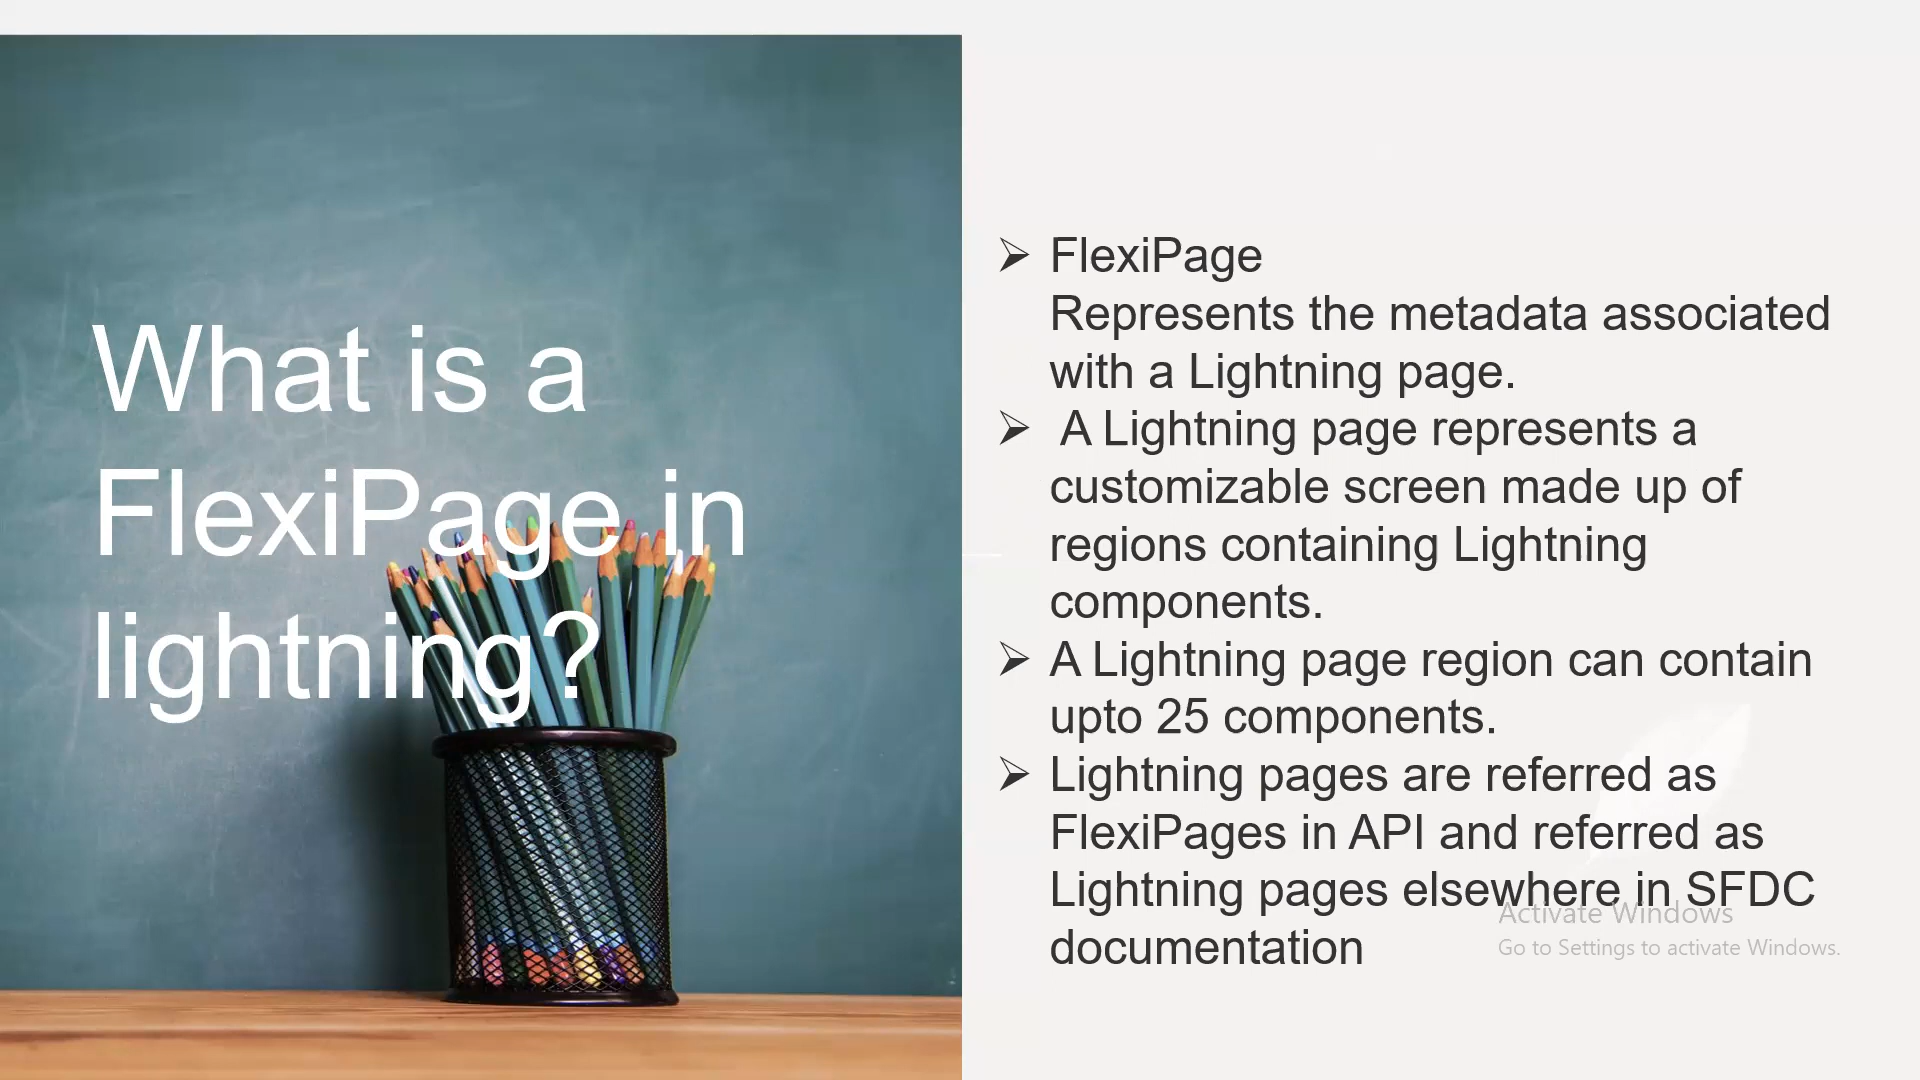 What is a
FlexiPage in
lightning?
➢ FlexiPage
Represents the metadata associated
with a Lightning page.
➢ A Lightning page represents a
customizable screen made up of
regions containing Lightning
components.
➢ A Lightning page region can contain
upto 25 components.
➢ Lightning pages are referred as
FlexiPages in API and referred as
Lightning pages elsewhere in SFDC
documentation
Activate Windows
Go to Settings to activate Windows.